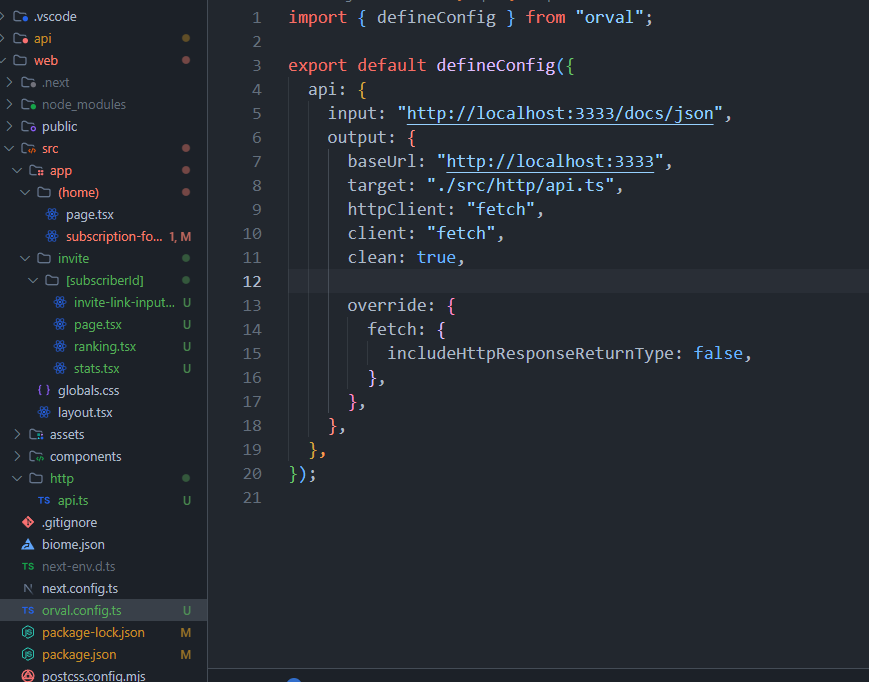 .vscode
api
web
.next
node_modules
public
src
app
(home)
page.tsx
subscription-fo... 1, M
invite
[subscriberId]
invite-link-input... U
page.tsx U
ranking.tsx U
stats.tsx U
{ } globals.css
layout.tsx
assets
components
http
TS api.ts U
.gitignore
biome.json
TS next-env.d.ts
N next.config.ts
TS orval.config.ts U
JS package-lock.json M
JS package.json M
postcss.config.mjs
1 import { defineConfig } from "orval";
2
3 export default defineConfig({
4 api: {
5 input: "http://localhost:3333/docs/json",
6 output: {
7 baseUrl: "http://localhost:3333",
8 target: "./src/http/api.ts",
9 httpClient: "fetch",
10 client: "fetch",
11 clean: true,
12
13 override: {
14 fetch: {
15 includeHttpResponseReturnType: false,
16 },
17 },
18 },
19 },
20 });
21